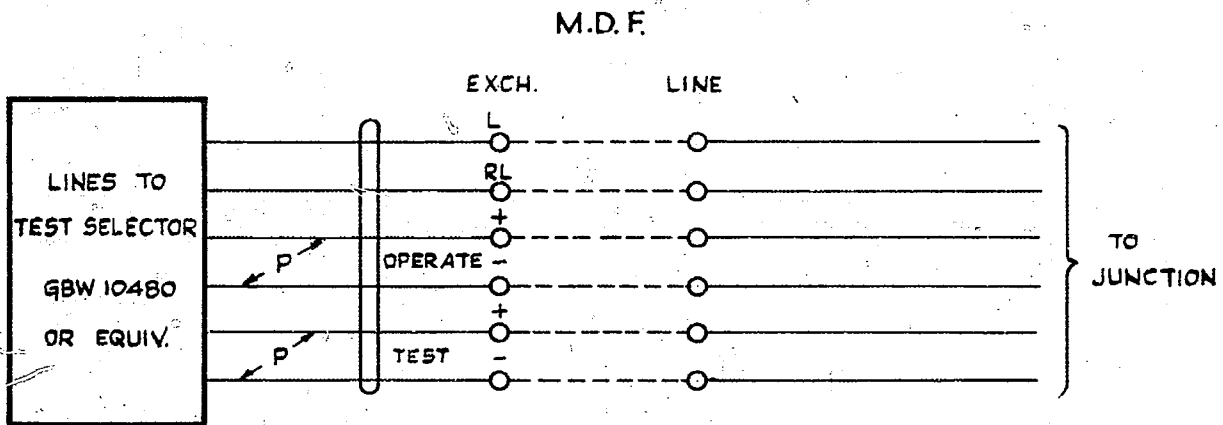 M.D.F.
EXCH.
LINE
LINES TO
TEST SELECTOR
GBW 10480
OR EQUIV.
L
RL
+
P
OPERATE -
+
P
TEST -
TO
JUNCTION